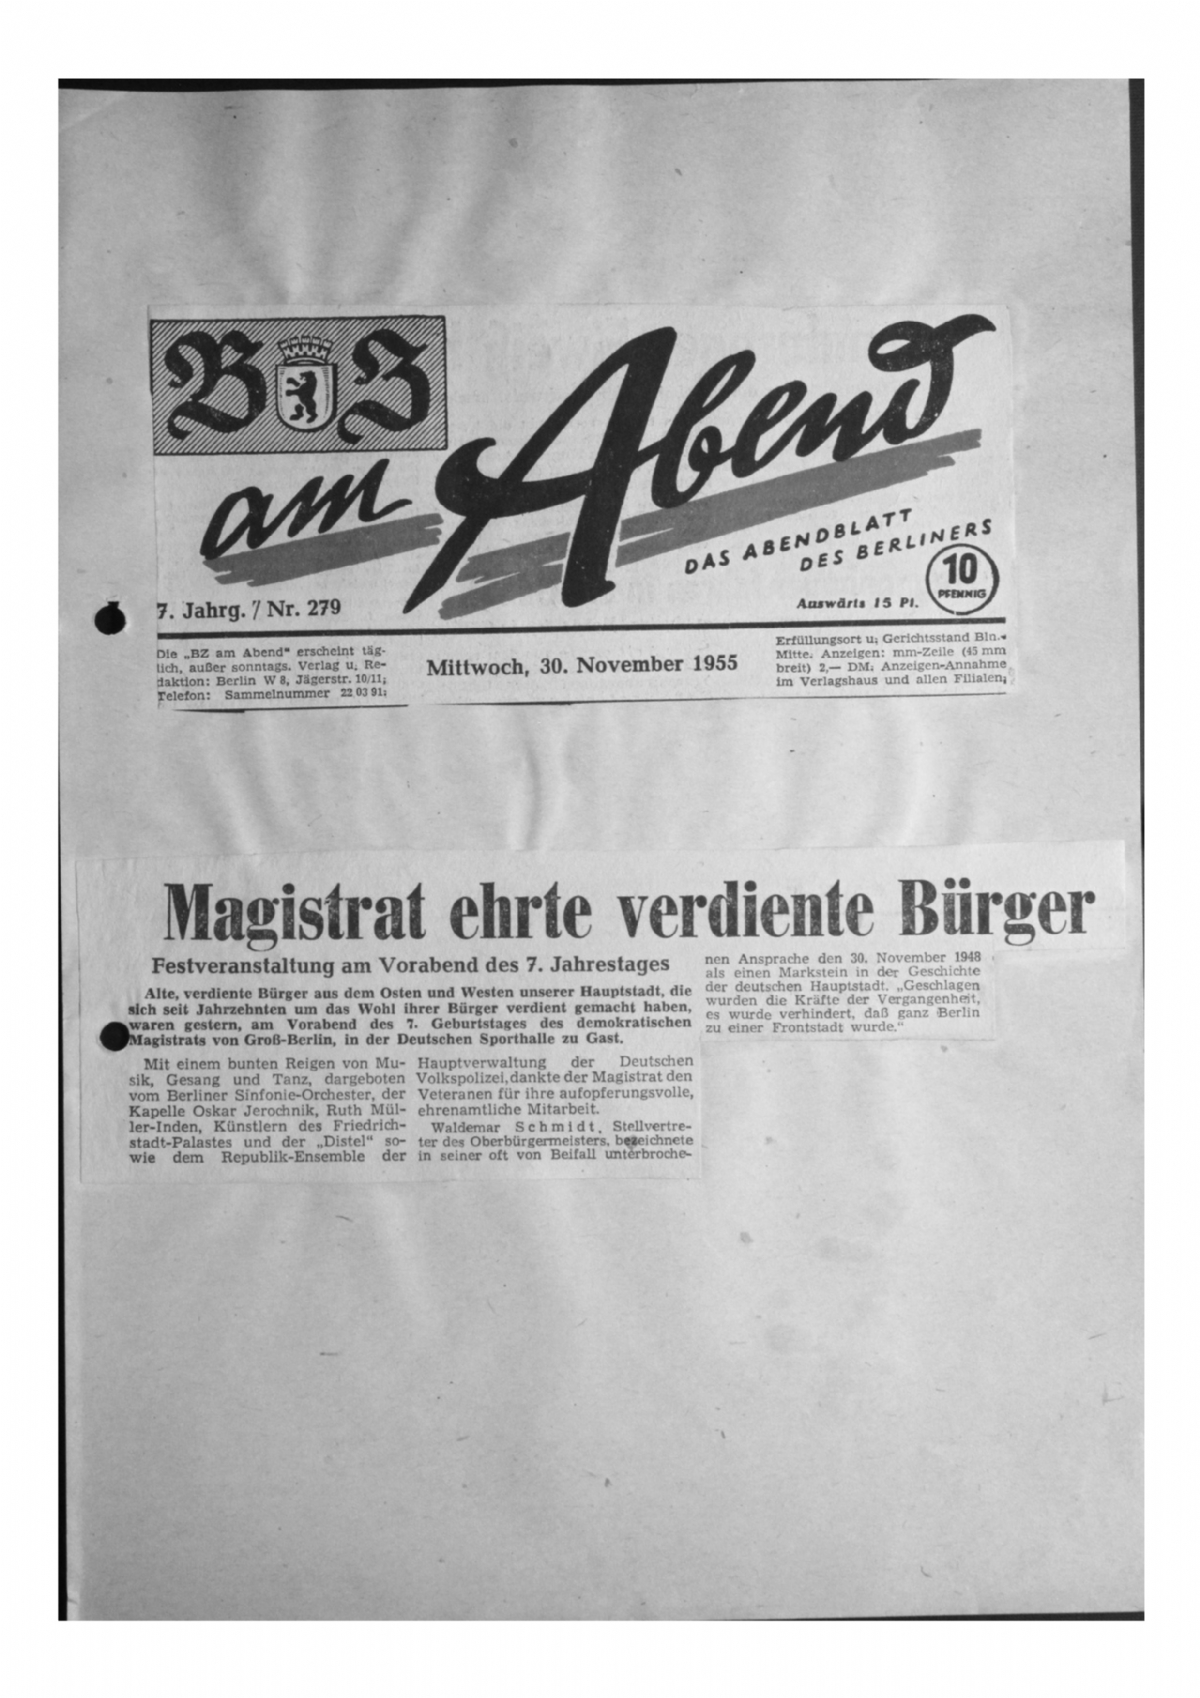 BZ
am Abend
DAS ABENDBLATT
DES BERLINERS
10
PFENNIG
Auswärts 15 Pf.
7. Jahrg. / Nr. 279
Die „BZ am Abend“ erscheint täg-
lich, außer sonntags. Verlag u. Re-
daktion: Berlin W 8, Jägerstr. 10/11;
Telefon: Sammelnummer 22 03 91;
Mittwoch, 30. November 1955
Erfüllungsort u. Gerichtsstand Bln.-
Mitte. Anzeigen: mm-Zeile (45 mm
breit) 2,— DM. Anzeigen-Annahme
im Verlagshaus und allen Filialen;
Magistrat ehrte verdiente Bürger
Festveranstaltung am Vorabend des 7. Jahrestages
Alte, verdiente Bürger aus dem Osten und Westen unserer Hauptstadt, die
sich seit Jahrzehnten um das Wohl ihrer Bürger verdient gemacht haben,
waren gestern, am Vorabend des 7. Geburtstages des demokratischen
Magistrats von Groß-Berlin, in der Deutschen Sporthalle zu Gast.
Mit einem bunten Reigen von Mu-
sik, Gesang und Tanz, dargeboten
vom Berliner Sinfonie-Orchester, der
Kapelle Oskar Jerochnik, Ruth Mül-
ler-Inden, Künstlern des Friedrich-
stadt-Palastes und der „Distel“ so-
wie dem Republik-Ensemble der
Hauptverwaltung der Deutschen
Volkspolizei, dankte der Magistrat den
Veteranen für ihre aufopferungsvolle,
ehrenamtliche Mitarbeit.
Waldemar Schmidt, Stellvertre-
ter des Oberbürgermeisters, bezeichnete
in seiner oft von Beifall unterbroche-
nen Ansprache den 30. November 1948
als einen Markstein in der Geschichte
der deutschen Hauptstadt. „Geschlagen
wurden die Kräfte der Vergangenheit,
es wurde verhindert, daß ganz Berlin
zu einer Frontstadt wurde.“